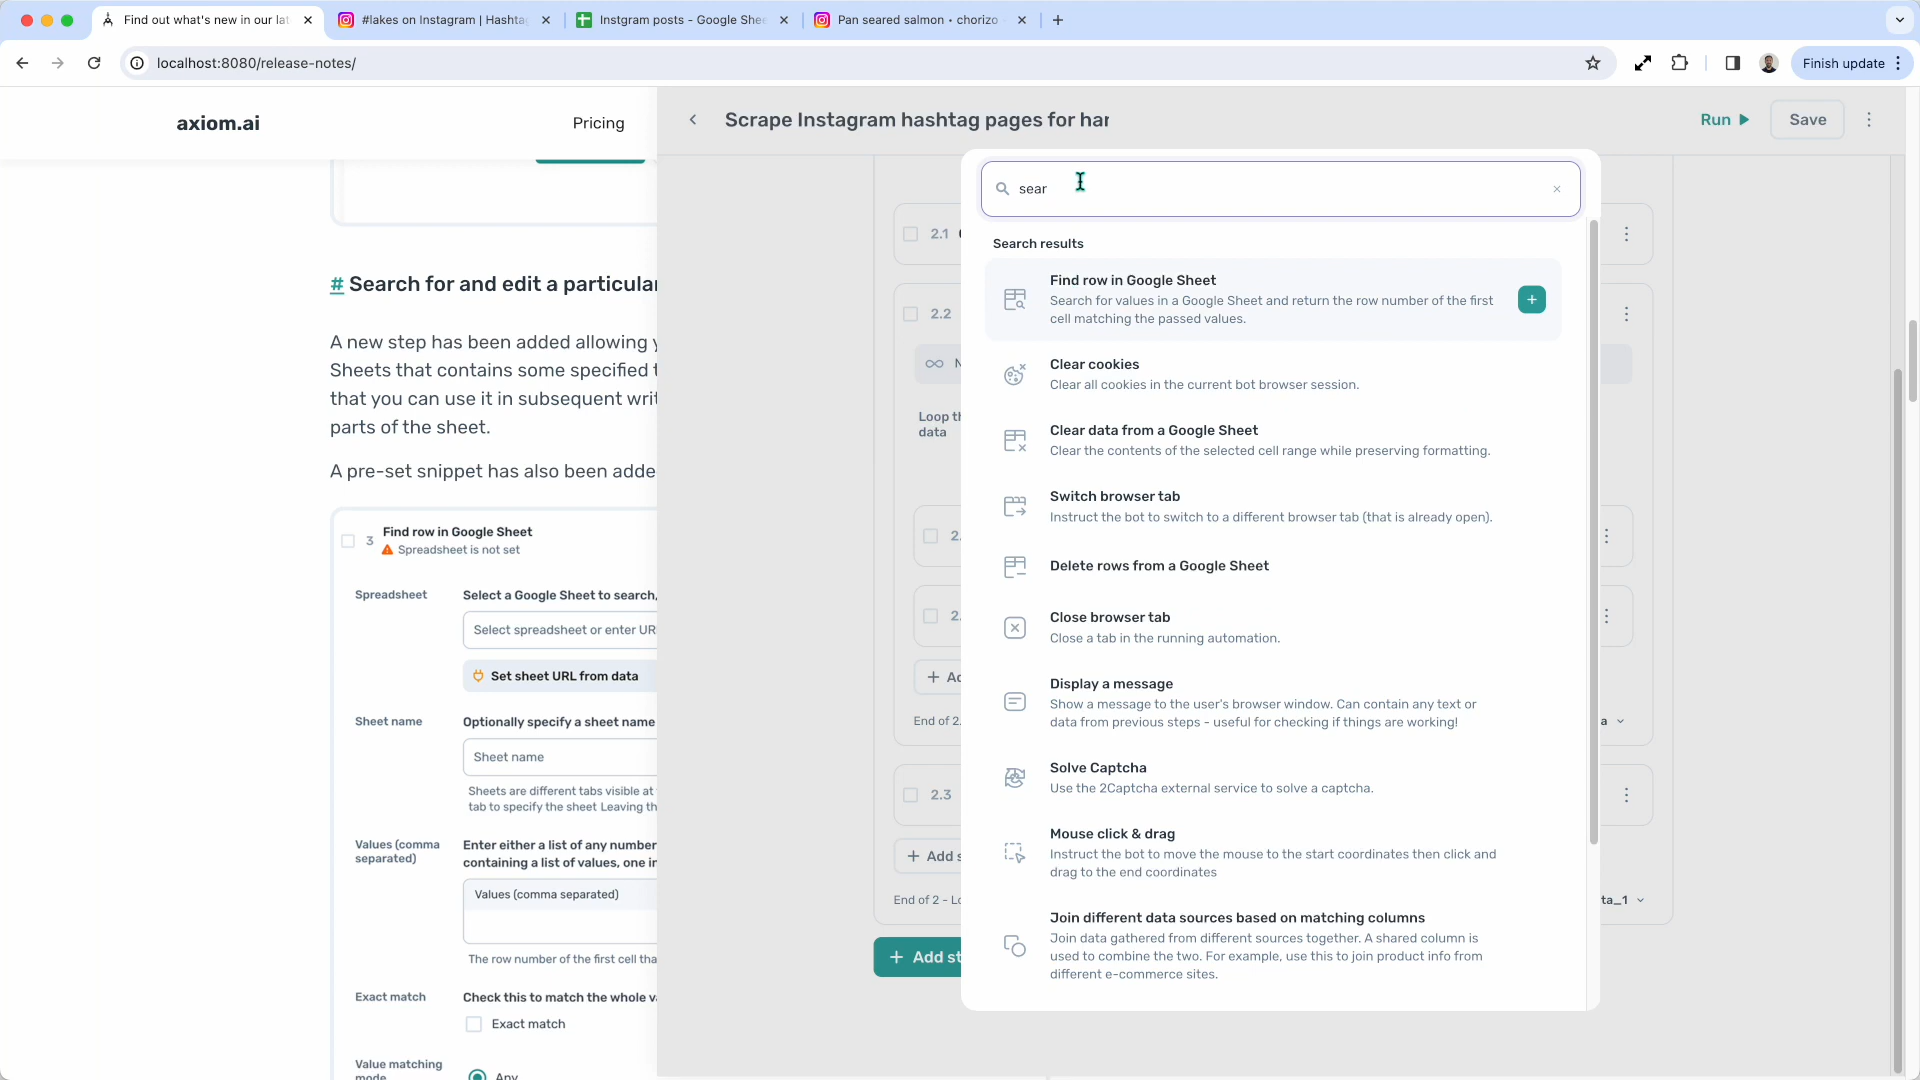 Find out what's new in our lat
#lakes on Instagram | Hashta
Instgram posts - Google Shee
Pan seared salmon • chorizo
localhost:8080/release-notes/
Finish update
axiom.ai
Pricing
Scrape Instagram hashtag pages for har
Run
Save
# Search for and edit a particular
A new step has been added allowing y
Sheets that contains some specified t
that you can use it in subsequent writ
parts of the sheet.
A pre-set snippet has also been adde
3
Find row in Google Sheet
Spreadsheet is not set
Spreadsheet
Select a Google Sheet to search,
Select spreadsheet or enter UR
Set sheet URL from data
Sheet name
Optionally specify a sheet name
Sheet name
Sheets are different tabs visible at
tab to specify the sheet Leaving th
Values (comma
separated)
Enter either a list of any number
containing a list of values, one in
Values (comma separated)
The row number of the first cell tha
Exact match
Check this to match the whole v
Exact match
Value matching
mode
Any
2.1
2.2
N
Loop th
data
2.
2.
+ Ad
End of 2.
a
2.3
+ Add s
End of 2 - Lo
ta_1
+ Add st
sear
Search results
Find row in Google Sheet
Search for values in a Google Sheet and return the row number of the first
cell matching the passed values.
Clear cookies
Clear all cookies in the current bot browser session.
Clear data from a Google Sheet
Clear the contents of the selected cell range while preserving formatting.
Switch browser tab
Instruct the bot to switch to a different browser tab (that is already open).
Delete rows from a Google Sheet
Close browser tab
Close a tab in the running automation.
Display a message
Show a message to the user's browser window. Can contain any text or
data from previous steps - useful for checking if things are working!
Solve Captcha
Use the 2Captcha external service to solve a captcha.
Mouse click & drag
Instruct the bot to move the mouse to the start coordinates then click and
drag to the end coordinates
Join different data sources based on matching columns
Join data gathered from different sources together. A shared column is
used to combine the two. For example, use this to join product info from
different e-commerce sites.